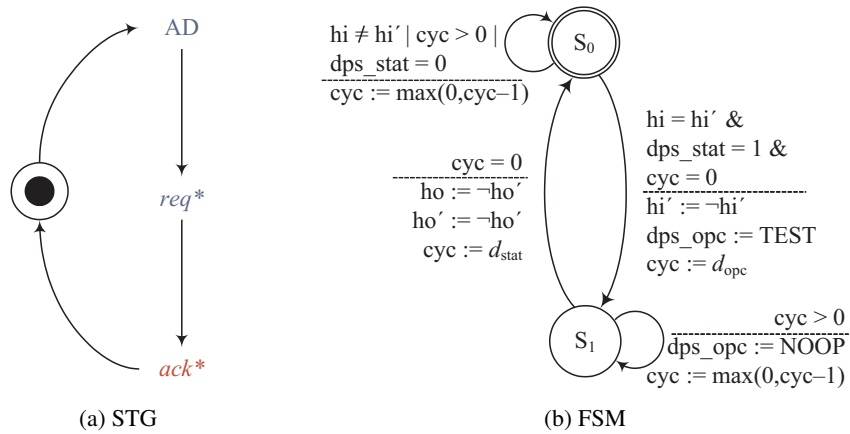 AD
req*
ack*
(a) STG
hi ≠ hi´ | cyc > 0 |
dps_stat = 0
cyc := max(0,cyc–1)
S₀
hi = hi´ &
dps_stat = 1 &
cyc = 0
hi´ := ¬hi´
dps_opc := TEST
cyc := dopc
cyc = 0
ho := ¬ho´
ho´ := ¬ho´
cyc := dstat
S₁
cyc > 0
dps_opc := NOOP
cyc := max(0,cyc–1)
(b) FSM